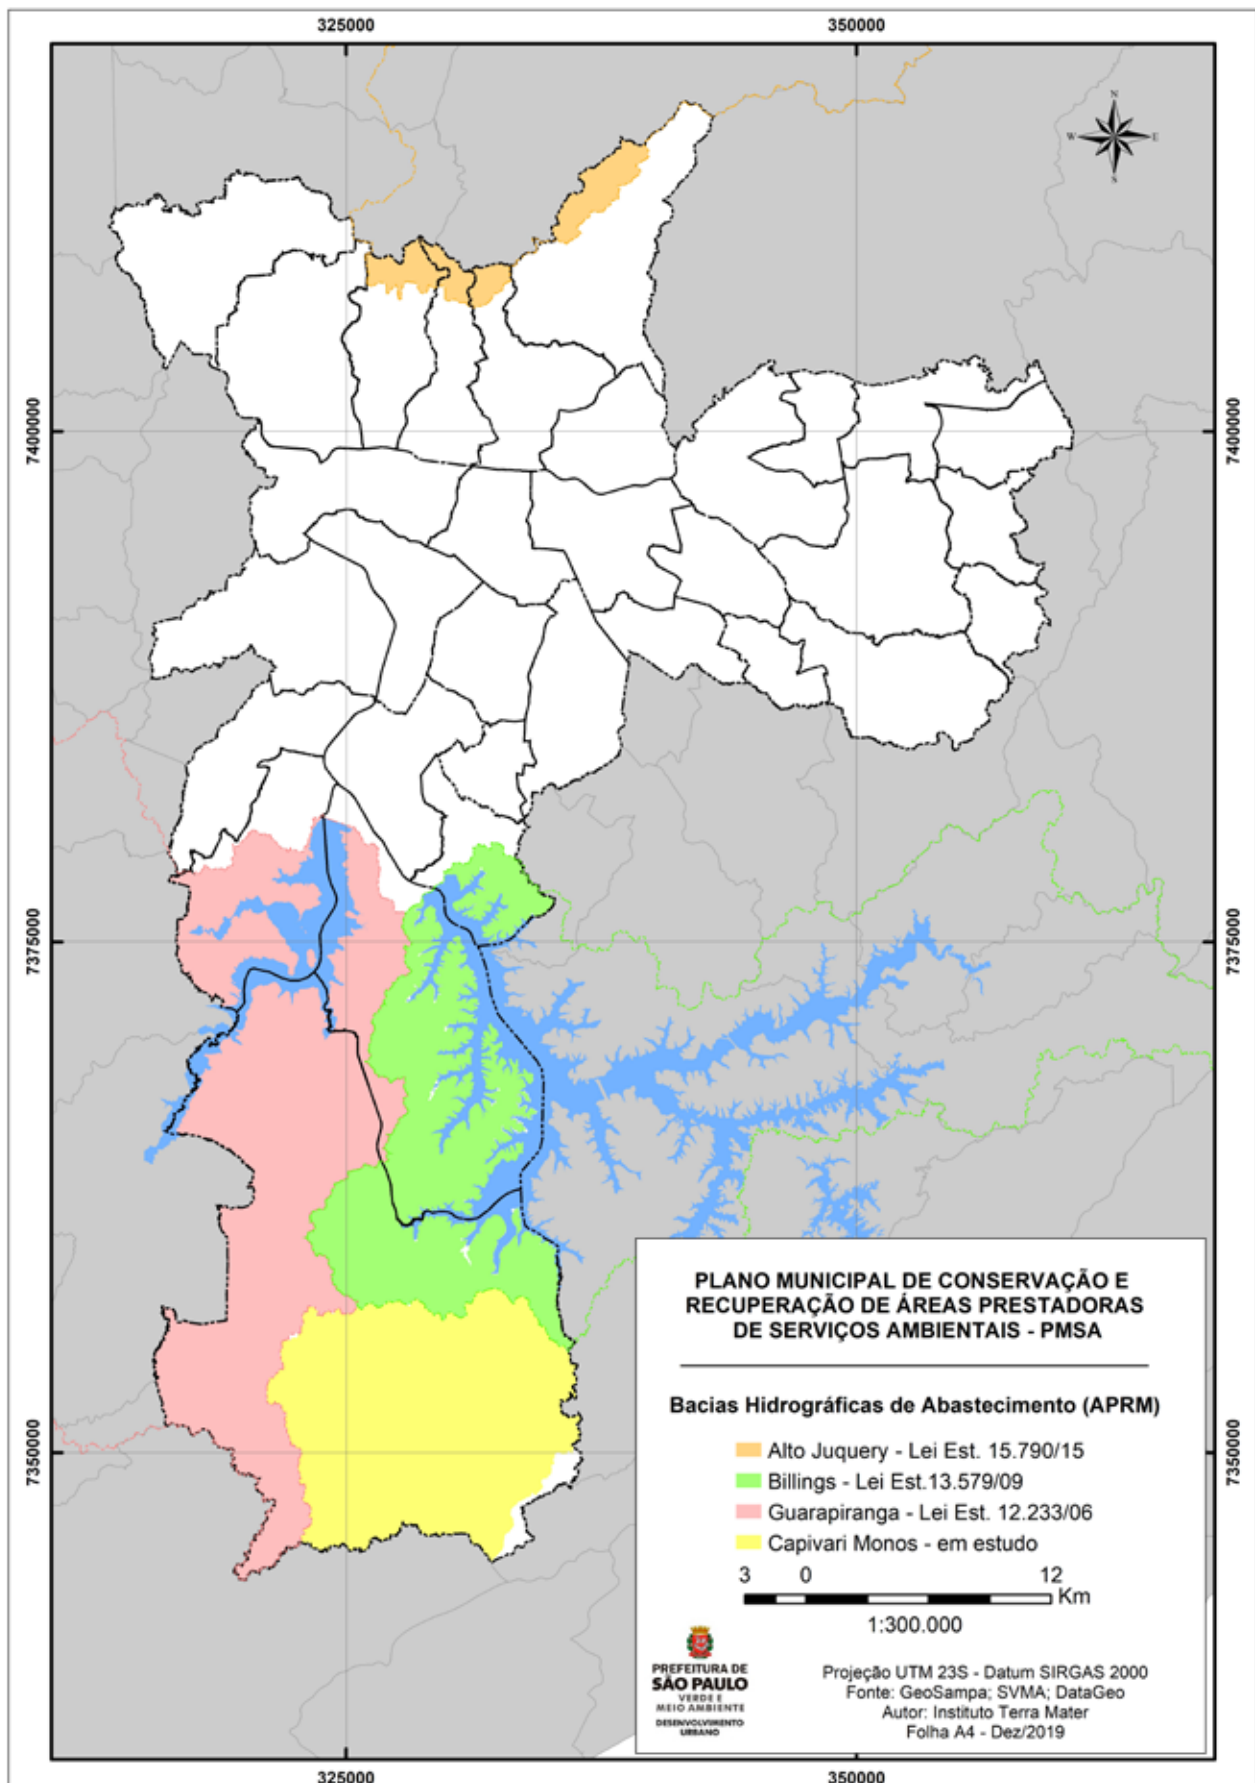 325000
350000
N
W
E
S
7400000
7400000
7375000
7375000
7350000
7350000
PLANO MUNICIPAL DE CONSERVAÇÃO E
RECUPERAÇÃO DE ÁREAS PRESTADORAS
DE SERVIÇOS AMBIENTAIS - PMSA
Bacias Hidrográficas de Abastecimento (APRM)
Alto Juquery - Lei Est. 15.790/15
Billings - Lei Est.13.579/09
Guarapiranga - Lei Est. 12.233/06
Capivari Monos - em estudo
3 0 12
Km
1:300.000
PREFEITURA DE
SÃO PAULO
VERDE E
MEIO AMBIENTE
DESENVOLVIMENTO
URBANO
Projeção UTM 23S - Datum SIRGAS 2000
Fonte: GeoSampa; SVMA; DataGeo
Autor: Instituto Terra Mater
Folha A4 - Dez/2019
325000
350000